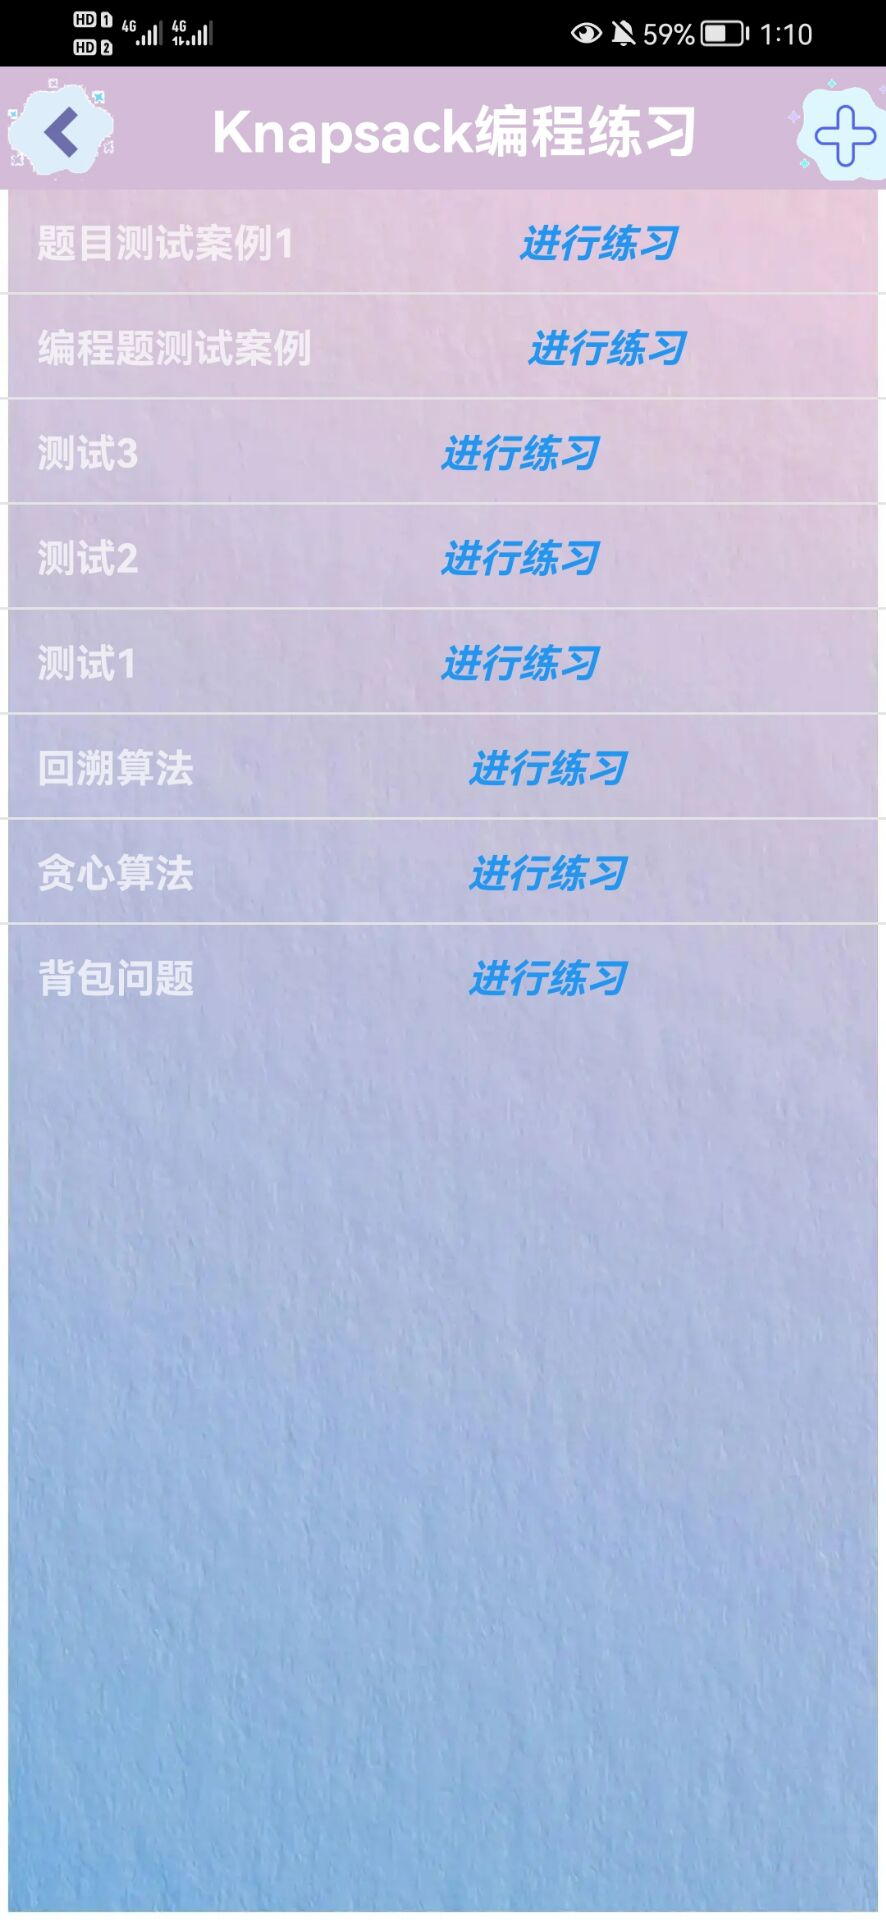 HD 1 4G 4G 59% 1:10
HD 2
Knapsack编程练习
题目测试案例1 进行练习
编程题测试案例 进行练习
测试3 进行练习
测试2 进行练习
测试1 进行练习
回溯算法 进行练习
贪心算法 进行练习
背包问题 进行练习